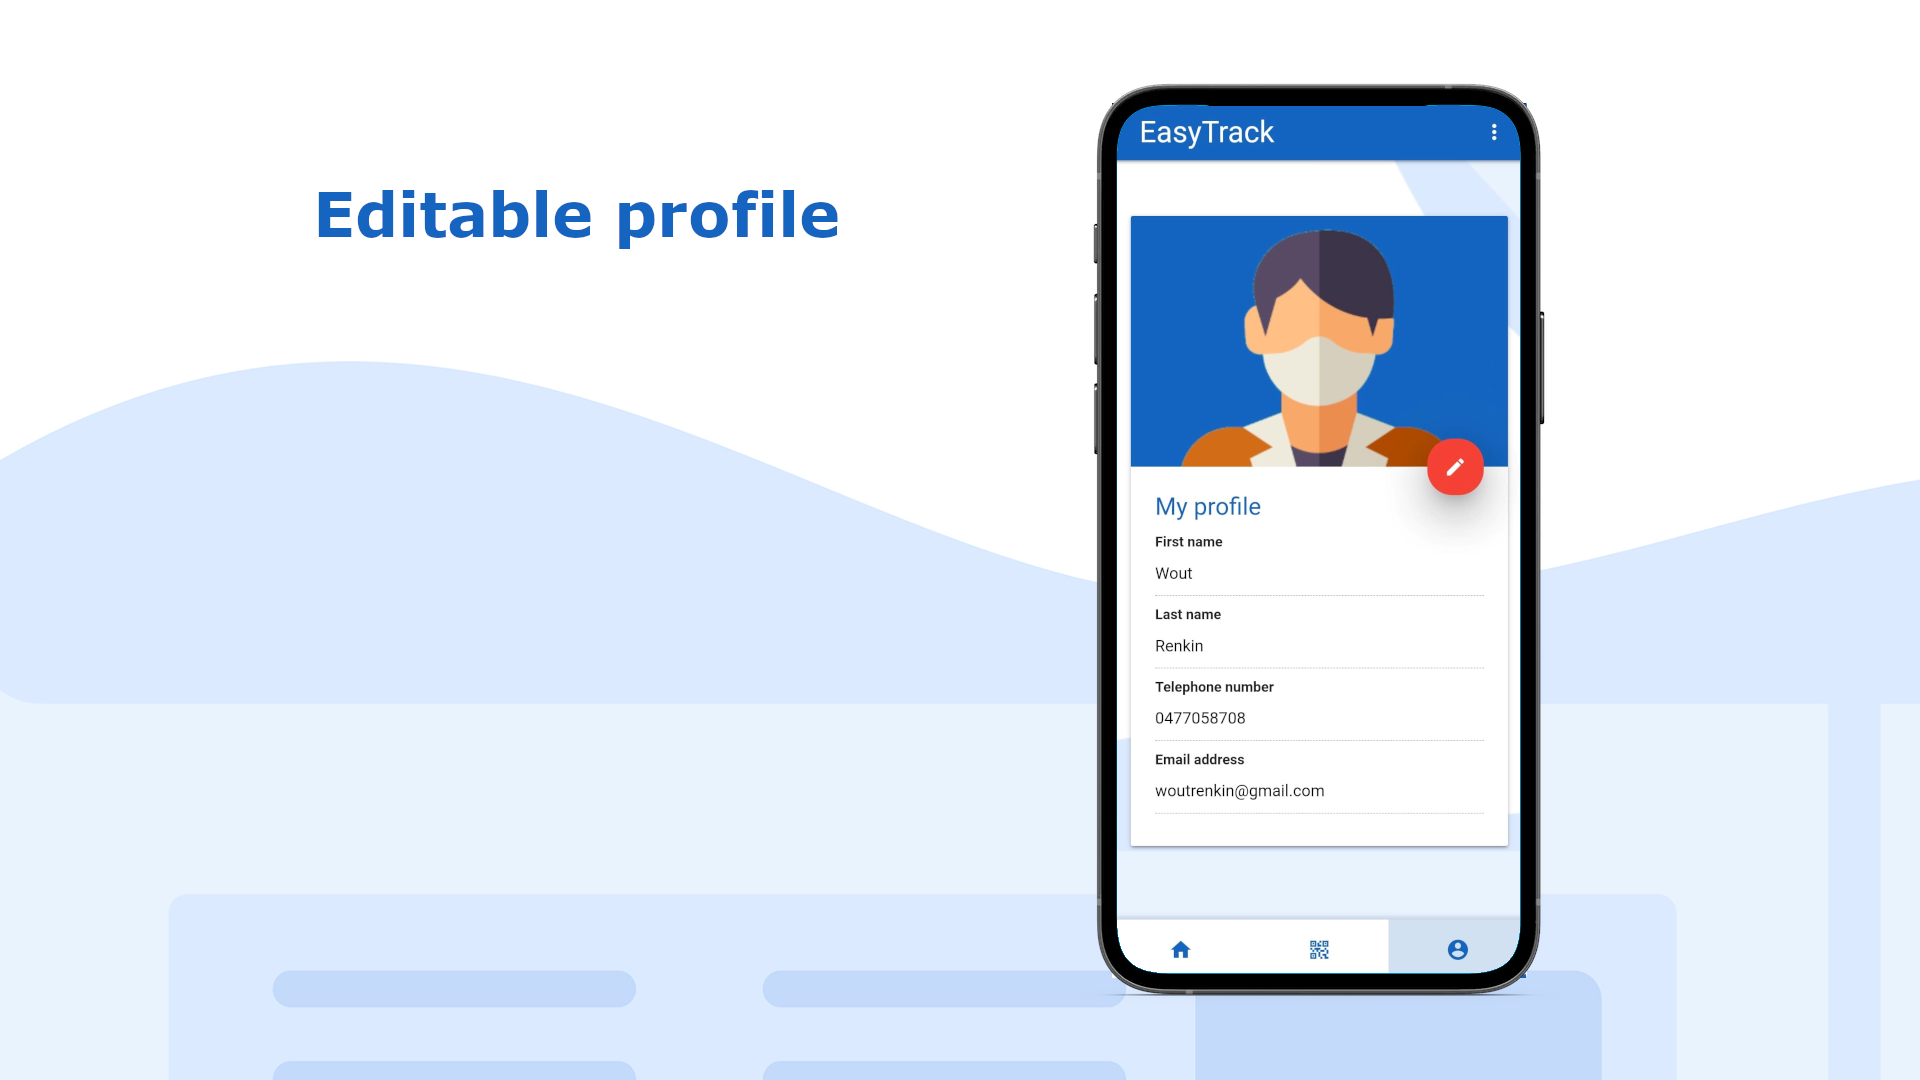 Editable profile
EasyTrack
My profile
First name
Wout
Last name
Renkin
Telephone number
0477058708
Email address
woutrenkin@gmail.com